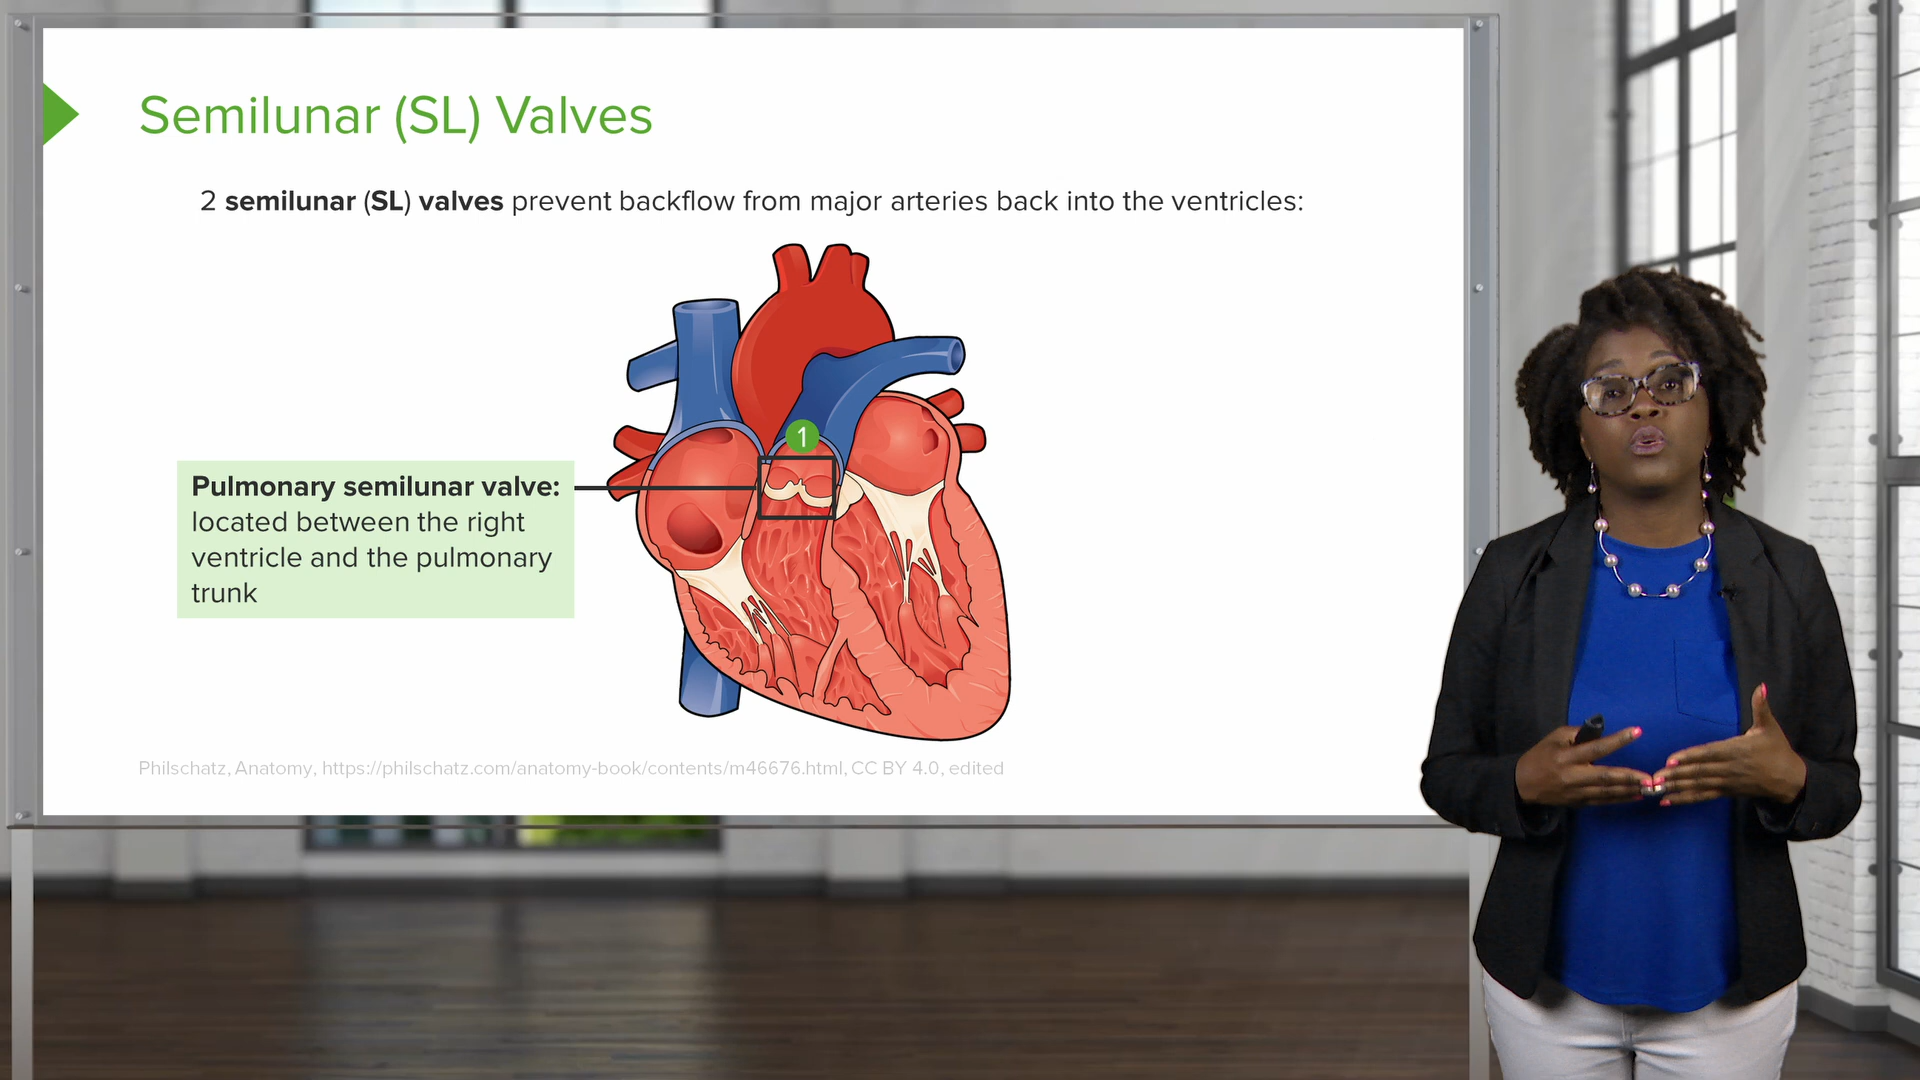 Semilunar (SL) Valves
2 semilunar (SL) valves prevent backflow from major arteries back into the ventricles:
1
Pulmonary semilunar valve:
located between the right
ventricle and the pulmonary
trunk
Philschatz, Anatomy, https://philschatz.com/anatomy-book/contents/m46676.html, CC BY 4.0, edited